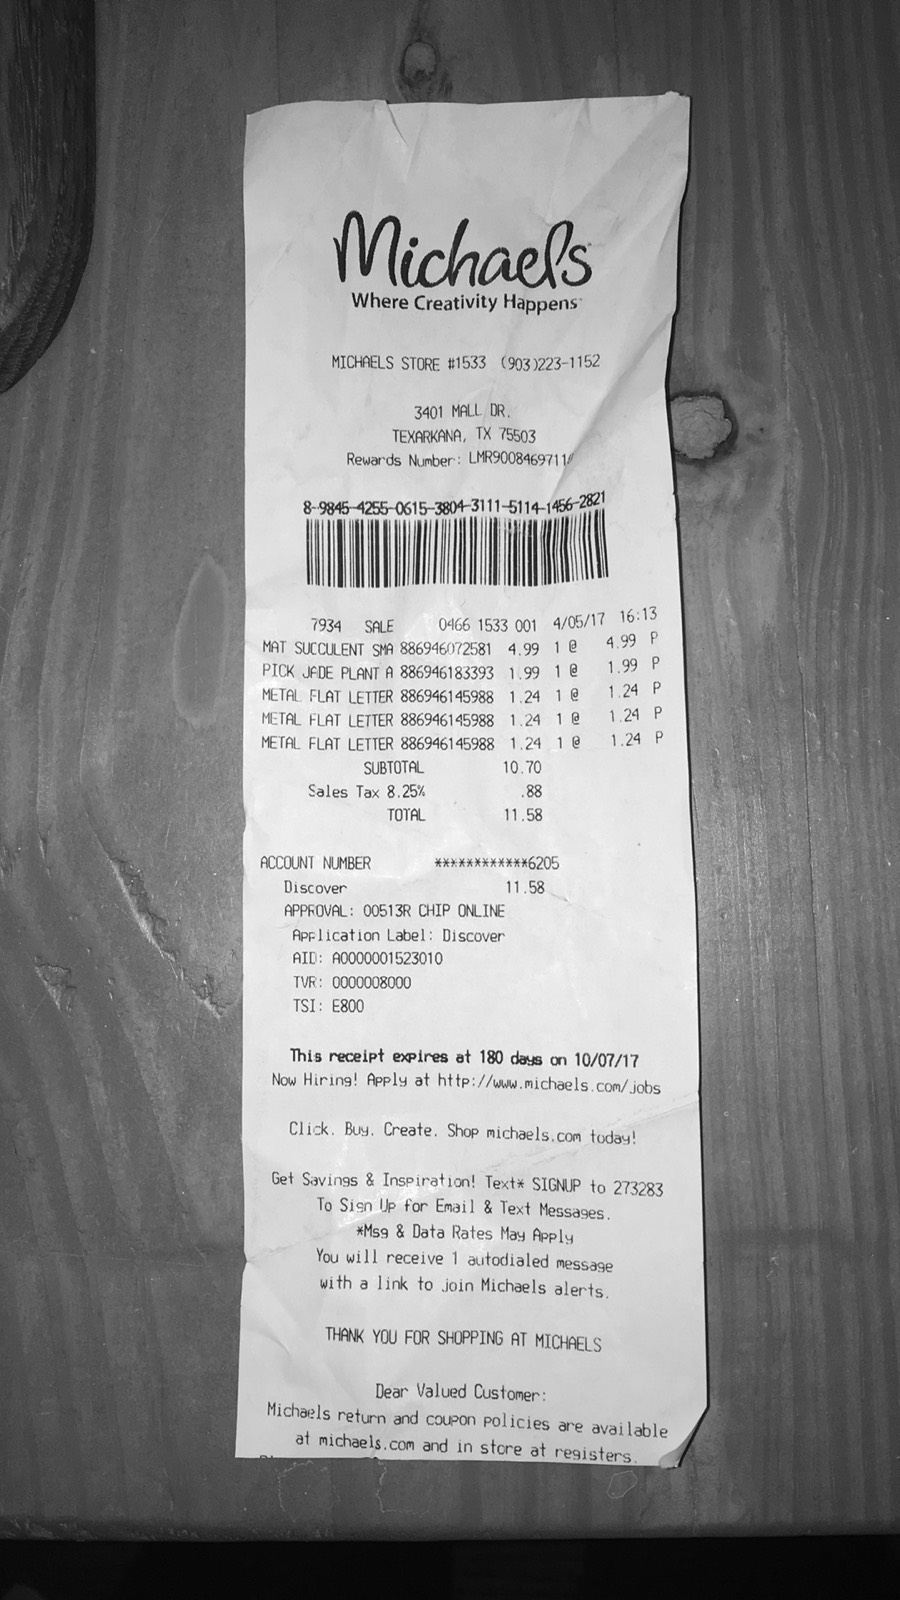 Michaels
Where Creativity Happens
MICHAELS STORE #1533 (903)223-1152
3401 MALL DR.
TEXARKANA, TX 75503
Rewards Number: LMR9008469711
8-9845-4255-0615-3804-3111-5114-1456-2821
7934 SALE 0466 1533 001 4/05/17 16:13
MAT SUCCULENT SMA 886946072581 4.99 1 @ 4.99 P
PICK JADE PLANT A 886946183393 1.99 1 @ 1.99 P
METAL FLAT LETTER 886946145988 1.24 1 @ 1.24 P
METAL FLAT LETTER 886946145988 1.24 1 @ 1.24 P
METAL FLAT LETTER 886946145988 1.24 1 @ 1.24 P
SUBTOTAL 10.70
Sales Tax 8.25% .88
TOTAL 11.58
ACCOUNT NUMBER ************6205
Discover 11.58
APPROVAL: 00513R CHIP ONLINE
Application Label: Discover
AID: A0000001523010
TVR: 0000008000
TSI: E800
This receipt expires at 180 days on 10/07/17
Now Hiring! Apply at http://www.michaels.com/jobs
Click. Buy. Create. Shop michaels.com today!
Get Savings & Inspiration! Text* SIGNUP to 273283
To Sign Up for Email & Text Messages.
*Msg & Data Rates May Apply
You will receive 1 autodialed message
with a link to join Michaels alerts.
THANK YOU FOR SHOPPING AT MICHAELS
Dear Valued Customer:
Michaels return and coupon policies are available
at michaels.com and in store at registers.